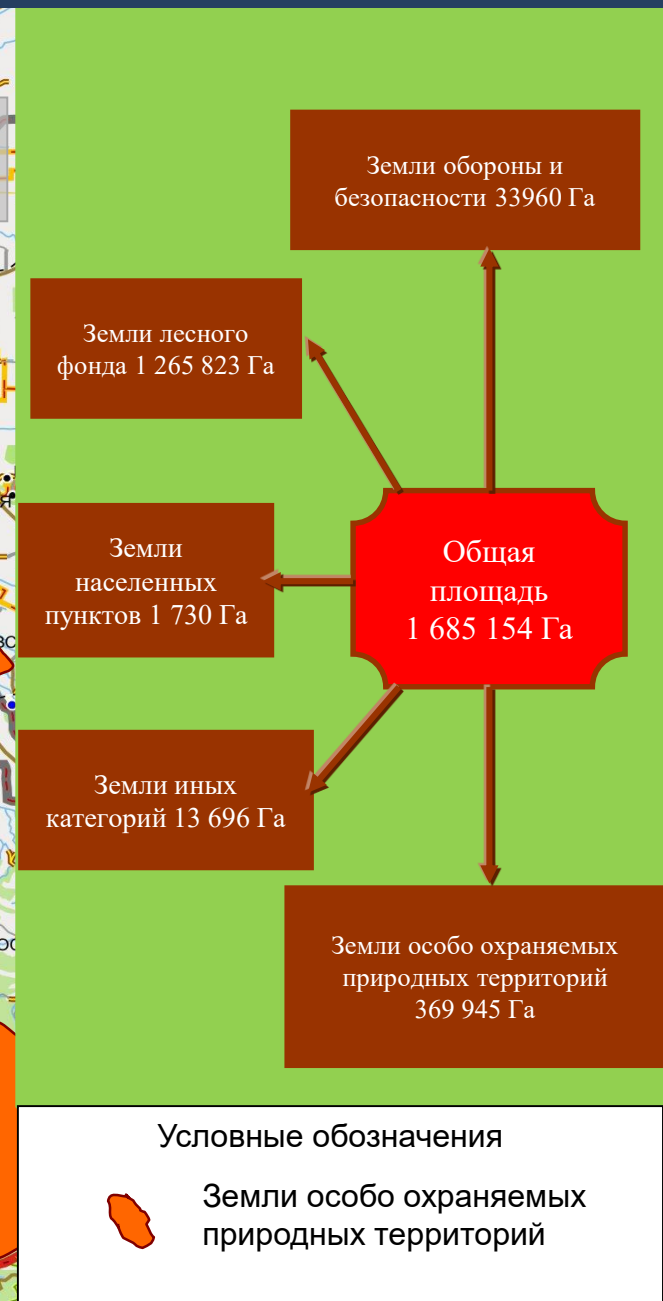 Земли обороны и
безопасности 33960 Га
Земли лесного
фонда 1 265 823 Га
Земли
населенных
пунктов 1 730 Га
Общая
площадь
1 685 154 Га
Земли иных
категорий 13 696 Га
Земли особо охраняемых
природных территорий
369 945 Га
Условные обозначения
Земли особо охраняемых
природных территорий